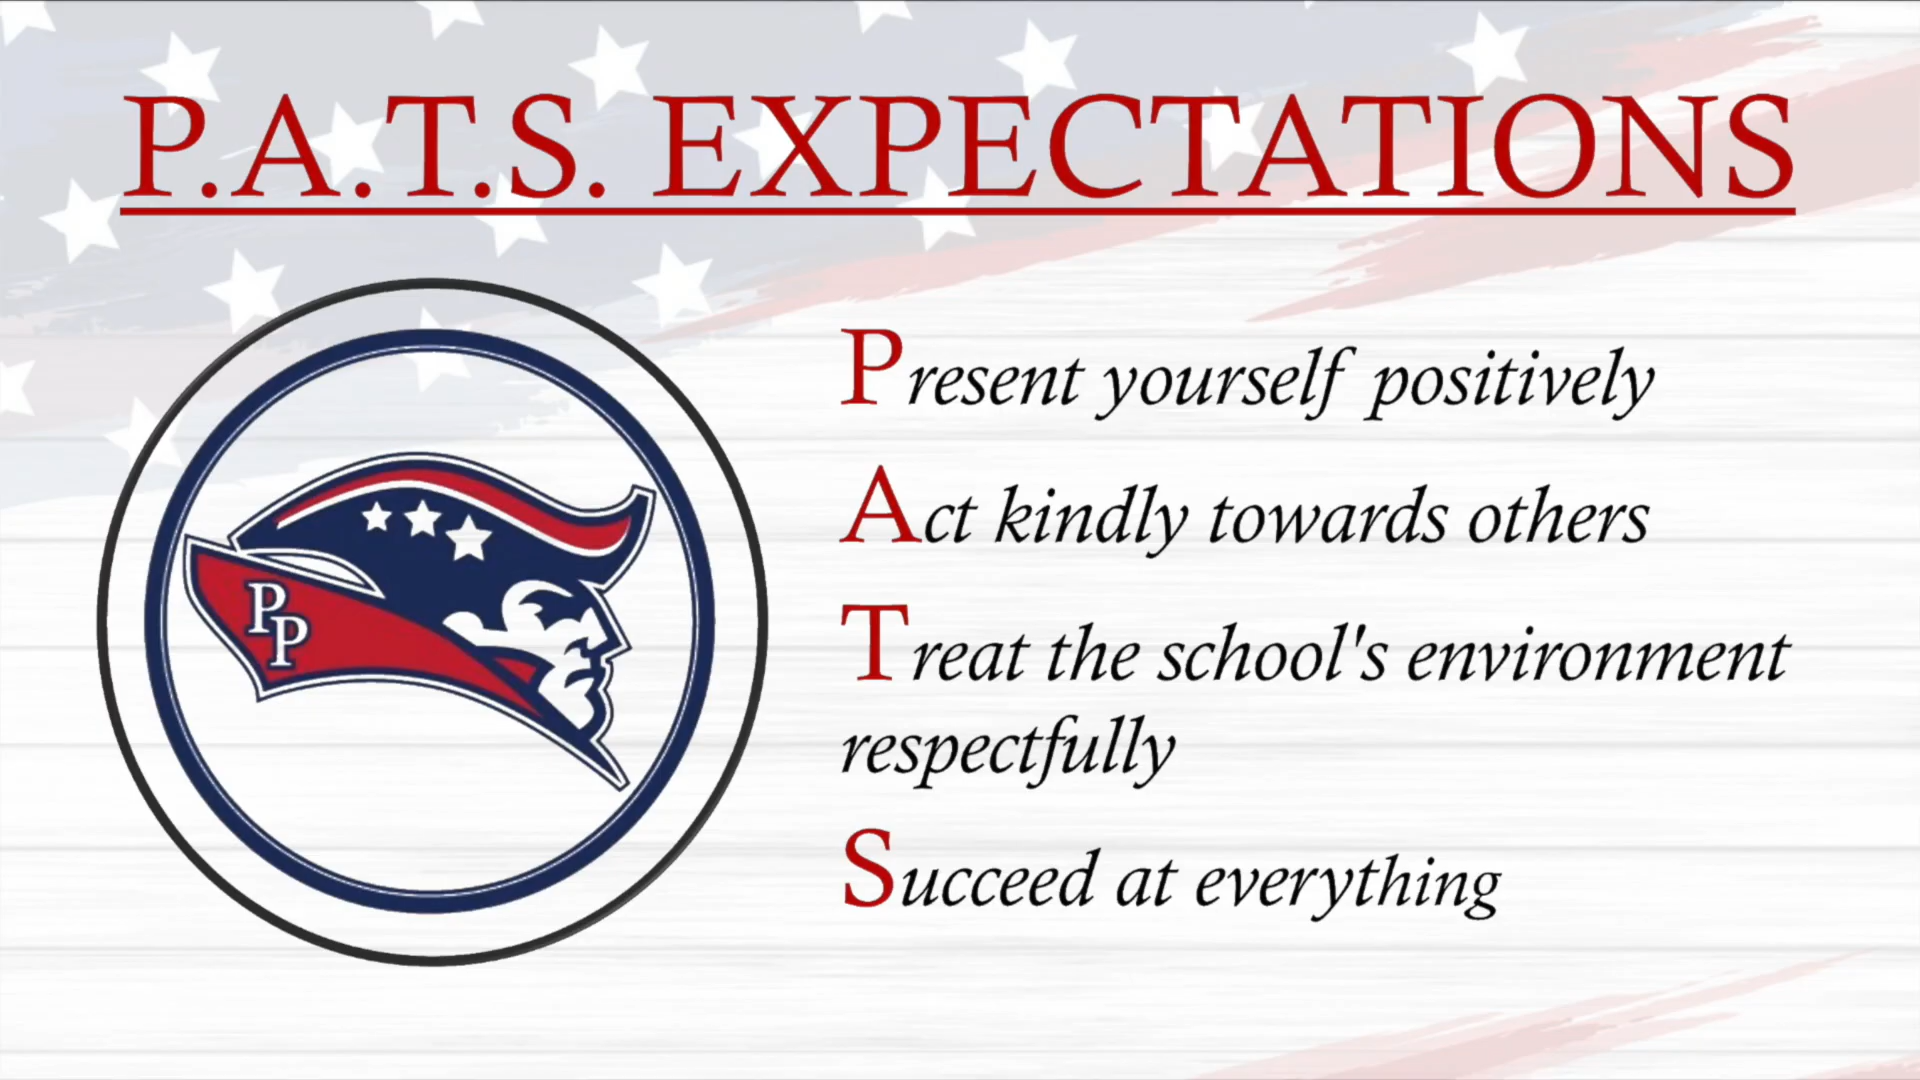 P.A.T.S. EXPECTATIONS
PP
Present yourself positively
Act kindly towards others
Treat the school's environment
respectfully
Succeed at everything